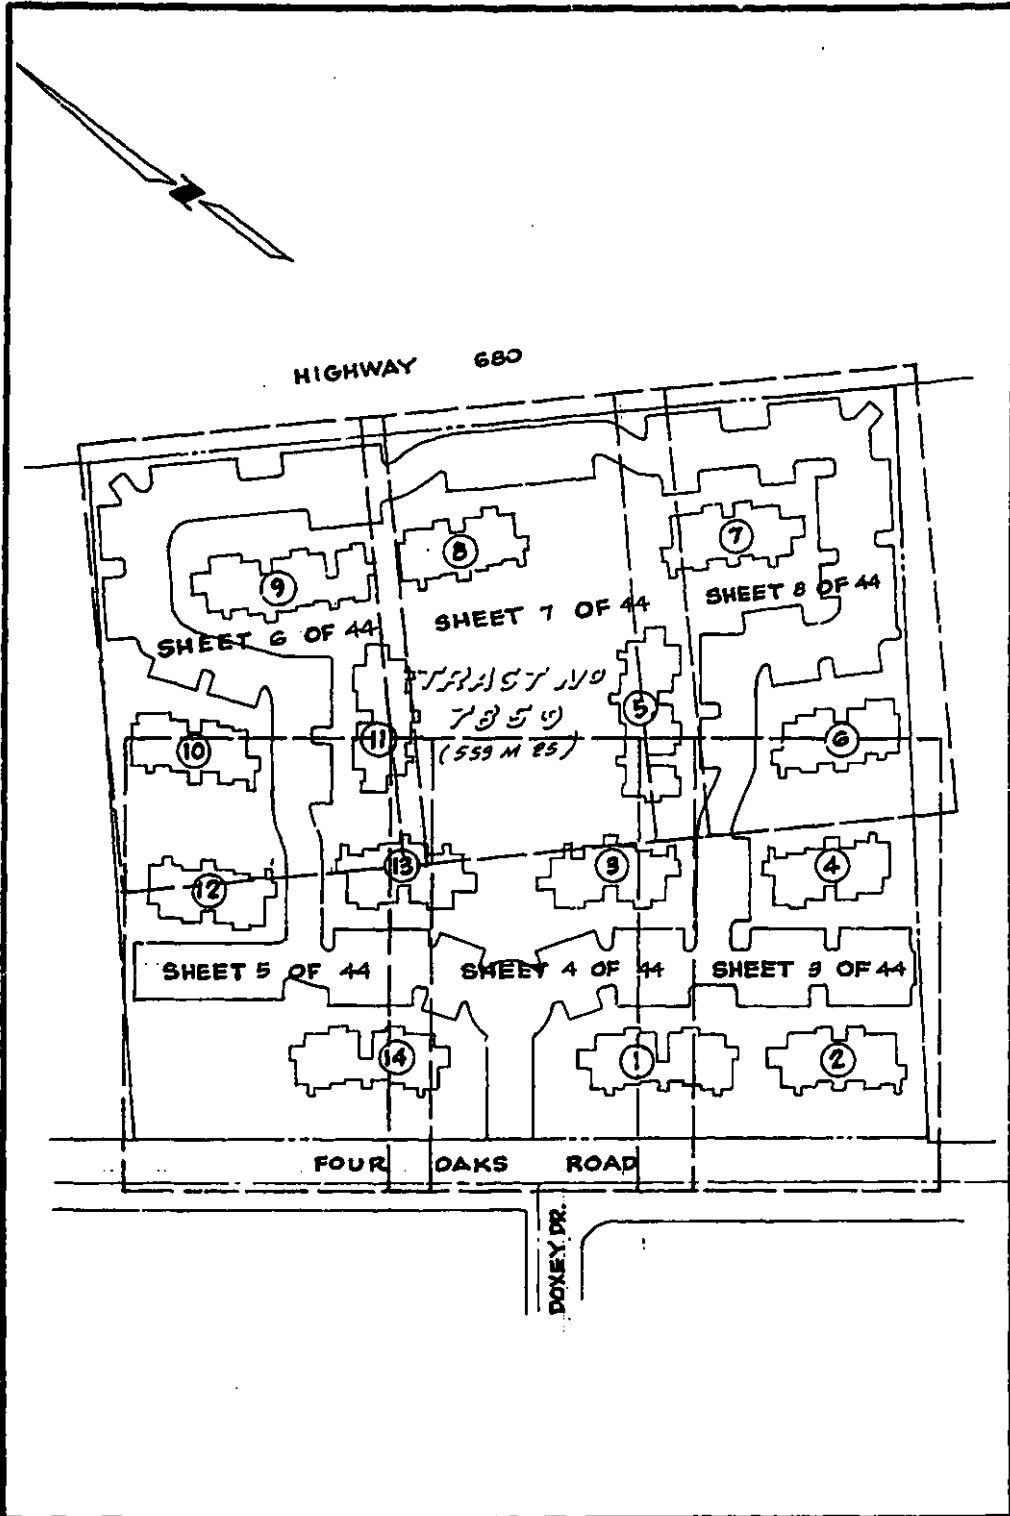 HIGHWAY 680
7
8
9
SHEET 8 OF 44
SHEET 7 OF 44
SHEET 6 OF 44
TRACT NO
5
7859
(559 M 25)
11
10
6
13
3
4
12
SHEET 5 OF 44
SHEET 4 OF 44
SHEET 9 OF 44
14
1
2
FOUR OAKS ROAD
DOXEY DR.